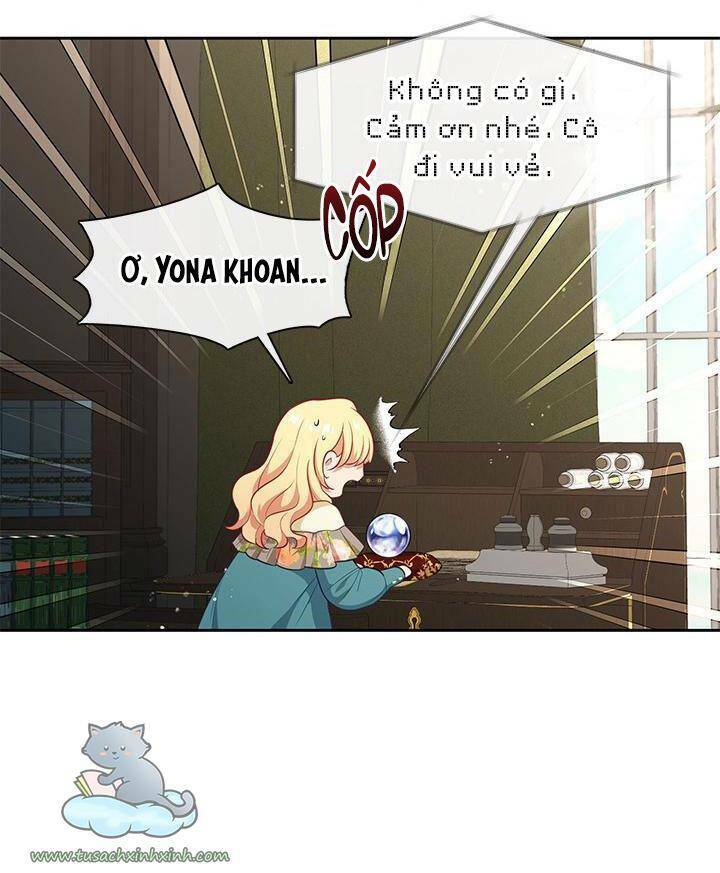 Không có gì.
Cảm ơn nhé. Cô
đi vui vẻ.
CỐP
Ơ, YONA KHOAN...
www.tusachxinhxinh.com